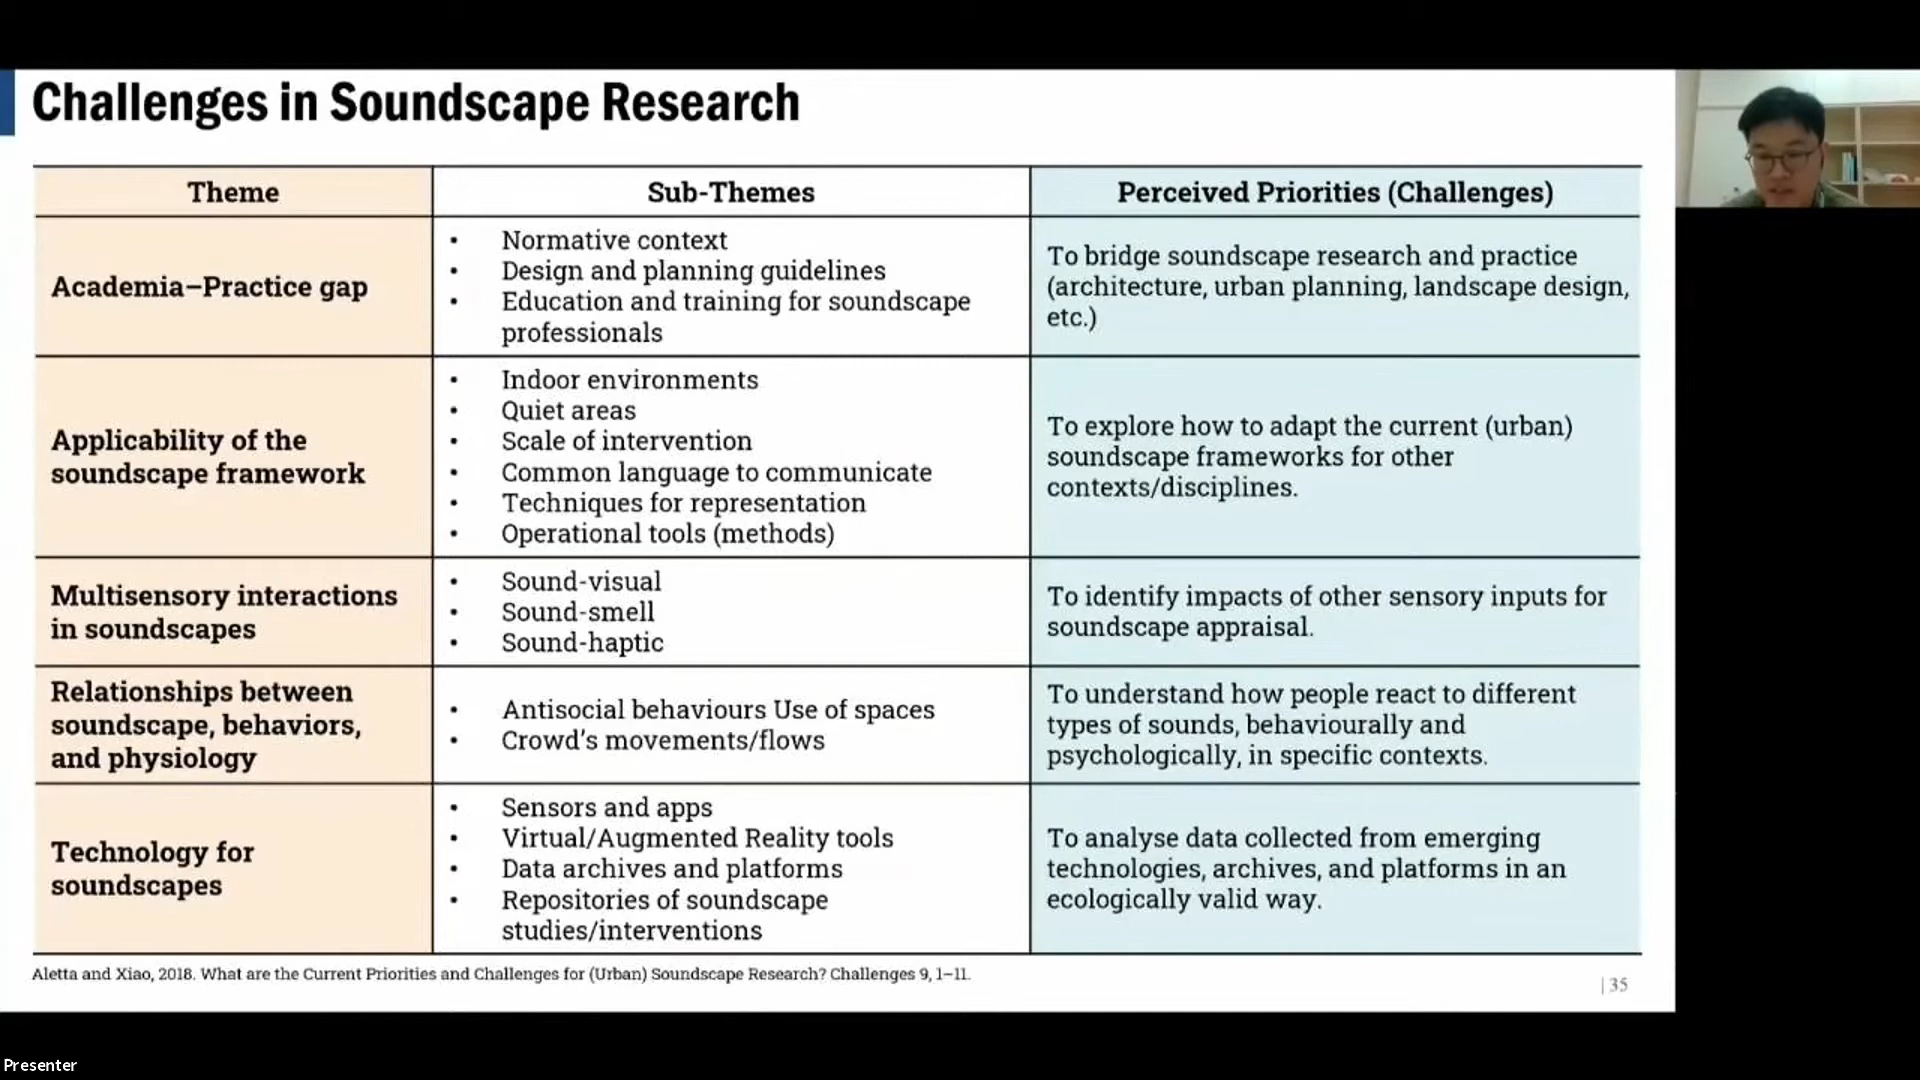 Challenges in Soundscape Research
Theme
Sub-Themes
Perceived Priorities (Challenges)
Academia–Practice gap
• Normative context
• Design and planning guidelines
• Education and training for soundscape
professionals
To bridge soundscape research and practice
(architecture, urban planning, landscape design,
etc.)
Applicability of the
soundscape framework
• Indoor environments
• Quiet areas
• Scale of intervention
• Common language to communicate
• Techniques for representation
• Operational tools (methods)
To explore how to adapt the current (urban)
soundscape frameworks for other
contexts/disciplines.
Multisensory interactions
in soundscapes
• Sound-visual
• Sound-smell
• Sound-haptic
To identify impacts of other sensory inputs for
soundscape appraisal.
Relationships between
soundscape, behaviors,
and physiology
• Antisocial behaviours Use of spaces
• Crowd's movements/flows
To understand how people react to different
types of sounds, behaviourally and
psychologically, in specific contexts.
Technology for
soundscapes
• Sensors and apps
• Virtual/Augmented Reality tools
• Data archives and platforms
• Repositories of soundscape
studies/interventions
To analyse data collected from emerging
technologies, archives, and platforms in an
ecologically valid way.
Aletta and Xiao, 2018. What are the Current Priorities and Challenges for (Urban) Soundscape Research? Challenges 9, 1–11.
| 35
Presenter